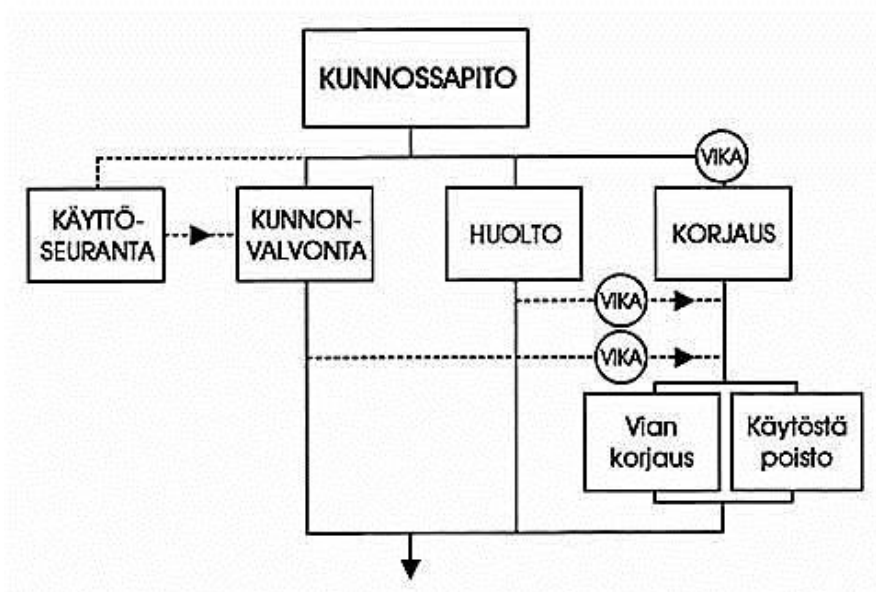 KUNNOSSAPITO
VIKA
KÄYTTÖ-
SEURANTA
KUNNON-
VALVONTA
HUOLTO
KORJAUS
VIKA
VIKA
Vian
korjaus
Käytöstä
poisto